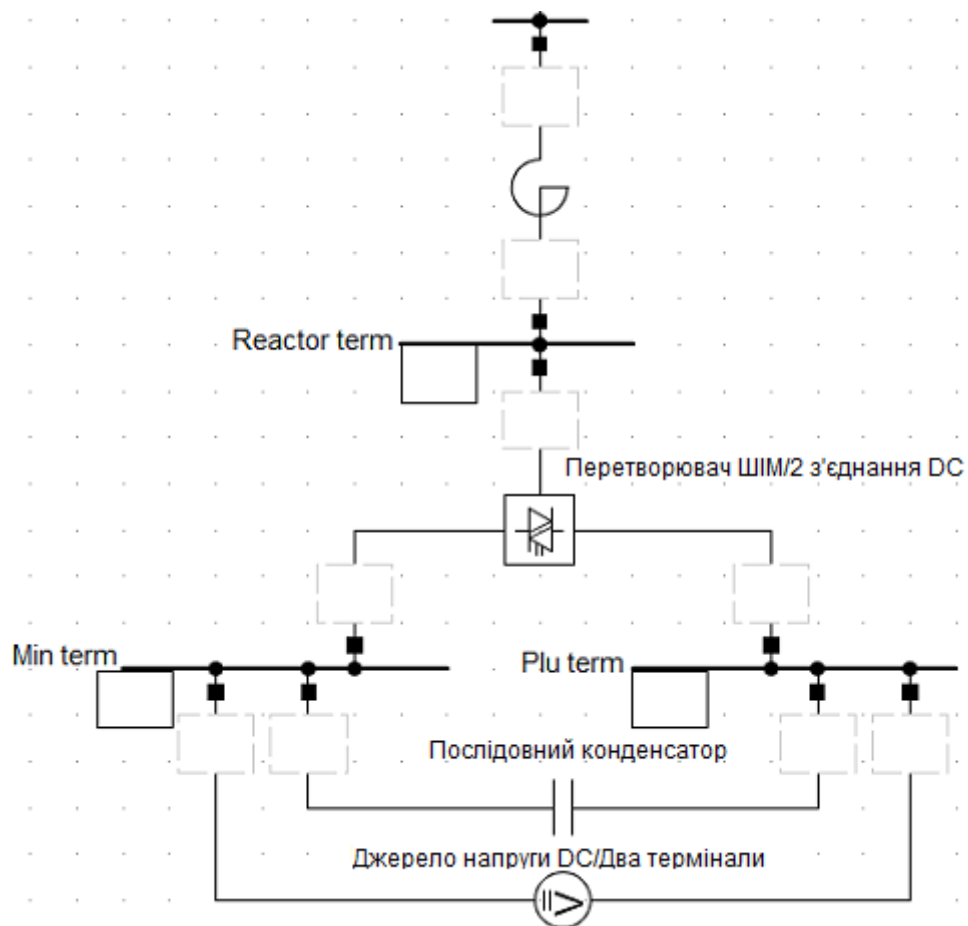 Reactor term
Перетворювач ШІМ/2 з'єднання DC
Min term
Plu term
Послідовний конденсатор
Джерело напруги DC/Два термінали